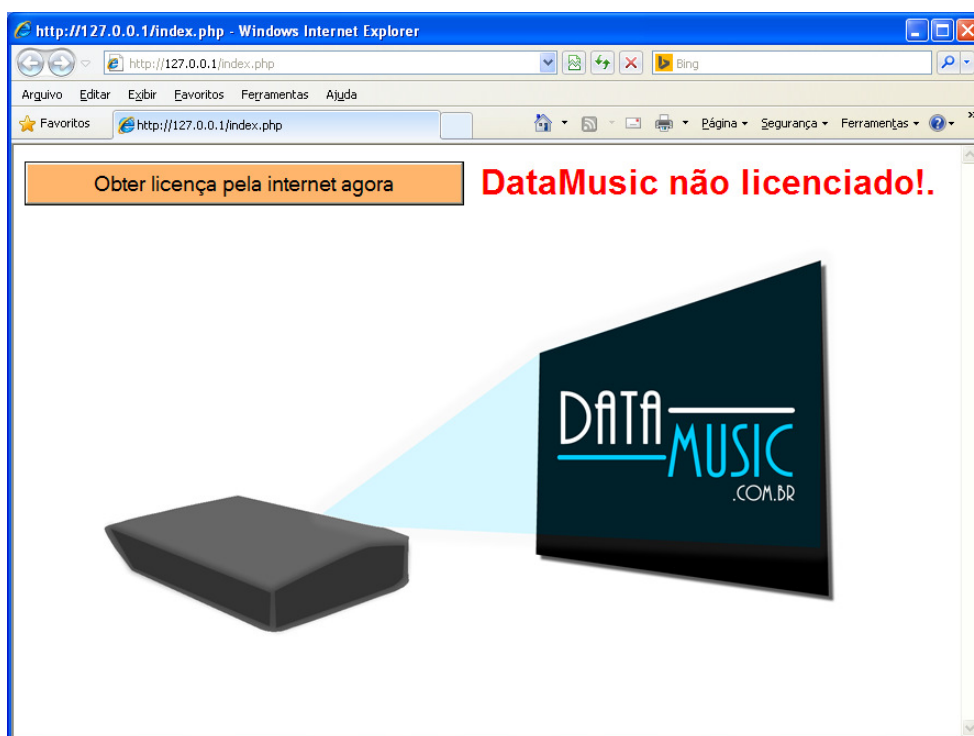 http://127.0.0.1/index.php - Windows Internet Explorer
http://127.0.0.1/index.php
Bing
Arquivo Editar Exibir Favoritos Ferramentas Ajuda
Favoritos http://127.0.0.1/index.php Página Segurança Ferramentas
Obter licença pela internet agora DataMusic não licenciado!.
DATA
MUSIC
.COM.BR